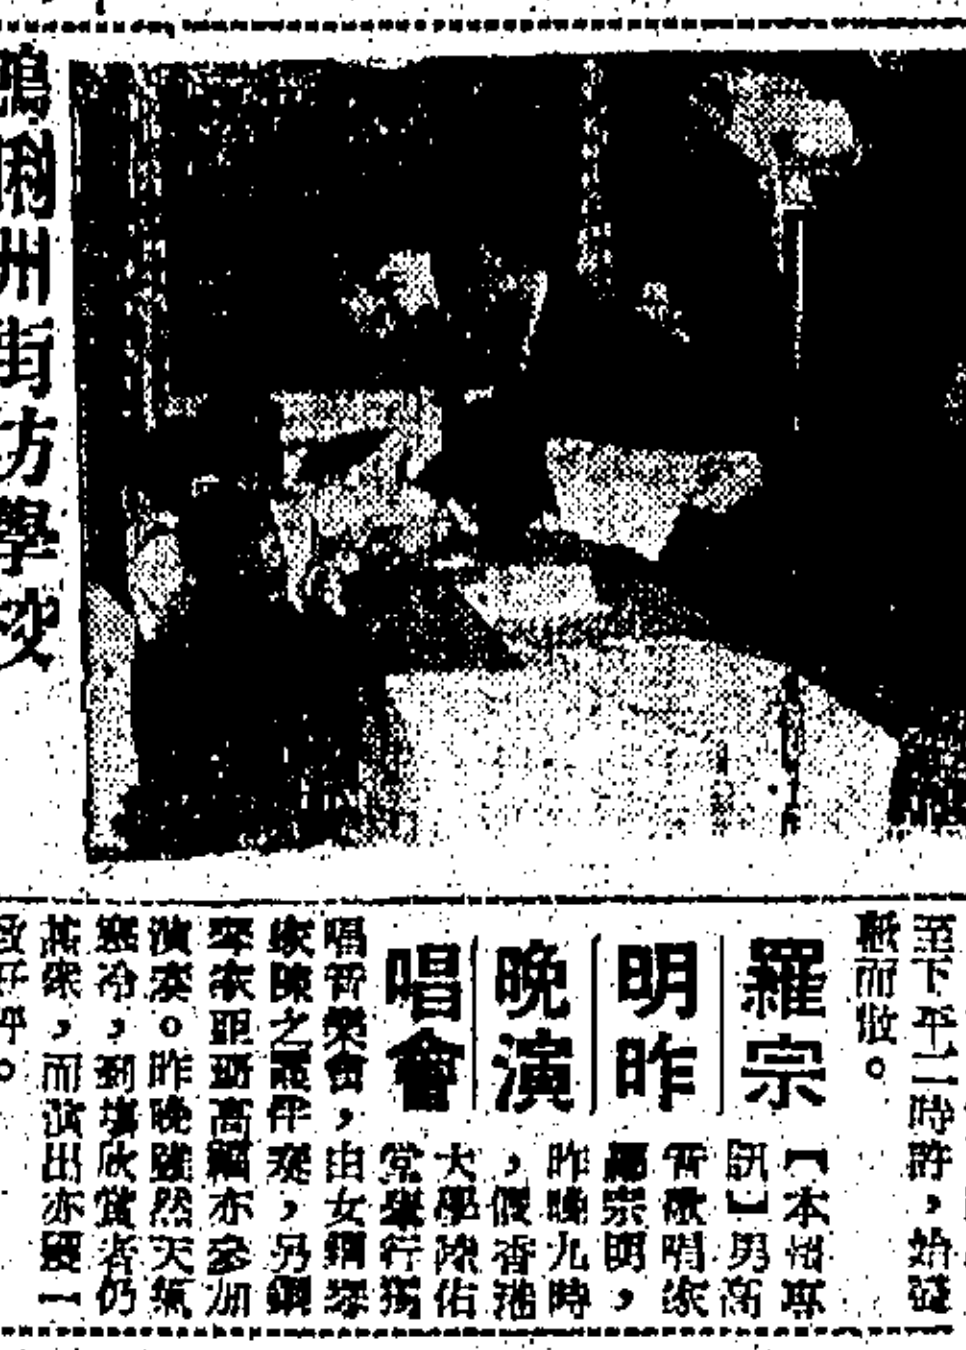 至下午二時許，始盡
歡而散。
羅宗
明昨
晚演
唱會
【本報專
訊】男高
音歌唱家
羅宗明，
昨晚九時
，假香港
大學陸佑
堂舉行獨
唱音樂會，由女鋼琴
家陳之霞伴奏，另鋼
琴家亞高亦參加
演奏。昨晚雖然天氣
寒冷，到塲欣賞者仍
甚衆，而演出亦獲一
致好評。
鴨脷州街坊學校